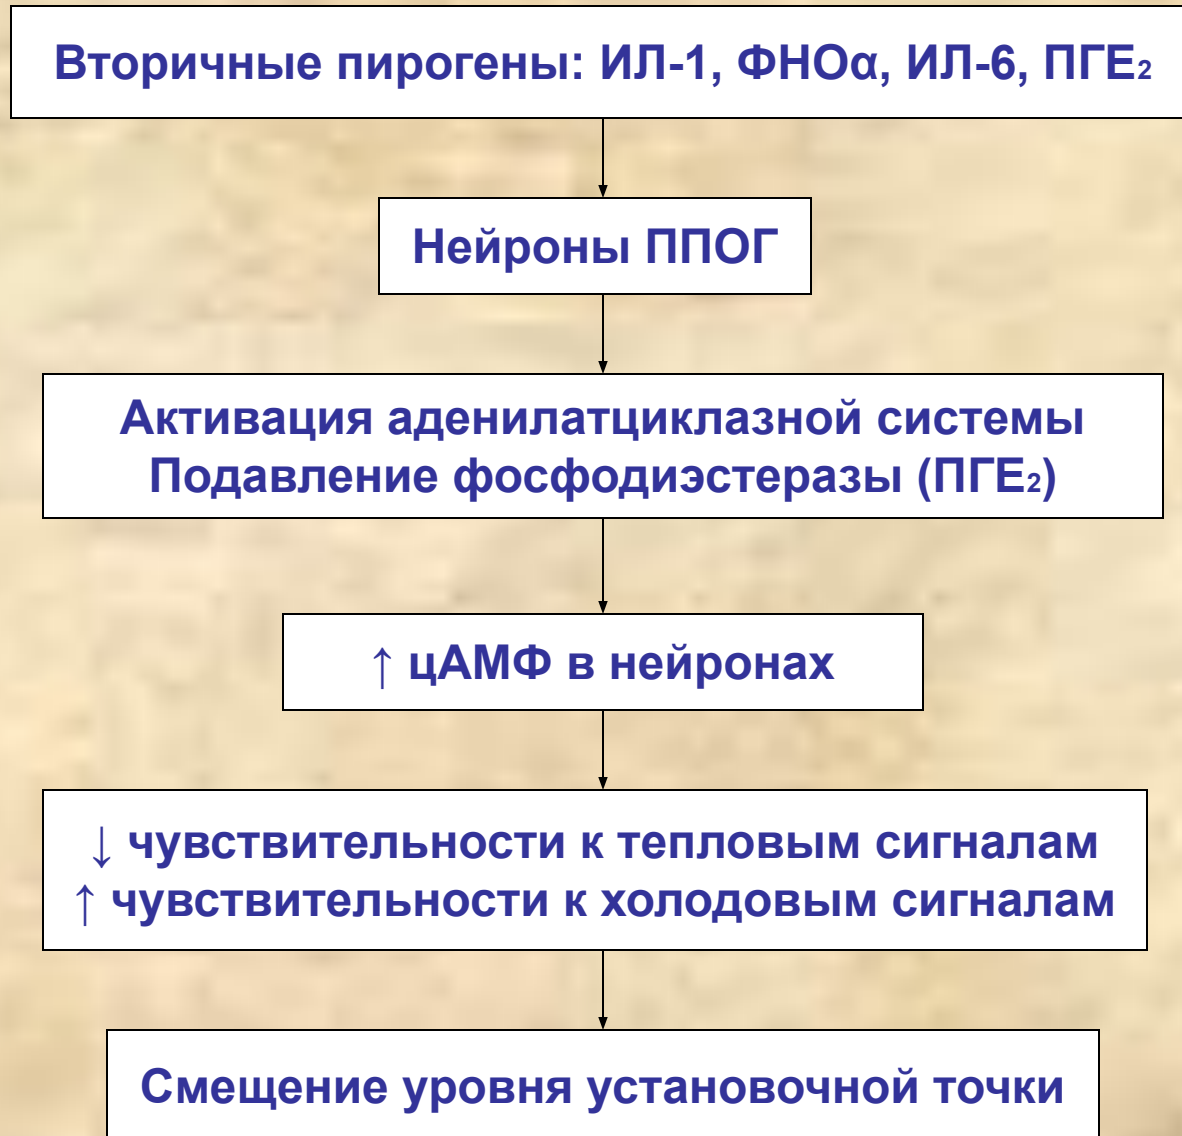 Вторичные пирогены: ИЛ-1, ФНОα, ИЛ-6, ПГЕ₂
Нейроны ППОГ
Активация аденилатциклазной системы
Подавление фосфодиэстеразы (ПГЕ₂)
↑ цАМФ в нейронах
↓ чувствительности к тепловым сигналам
↑ чувствительности к холодовым сигналам
Смещение уровня установочной точки